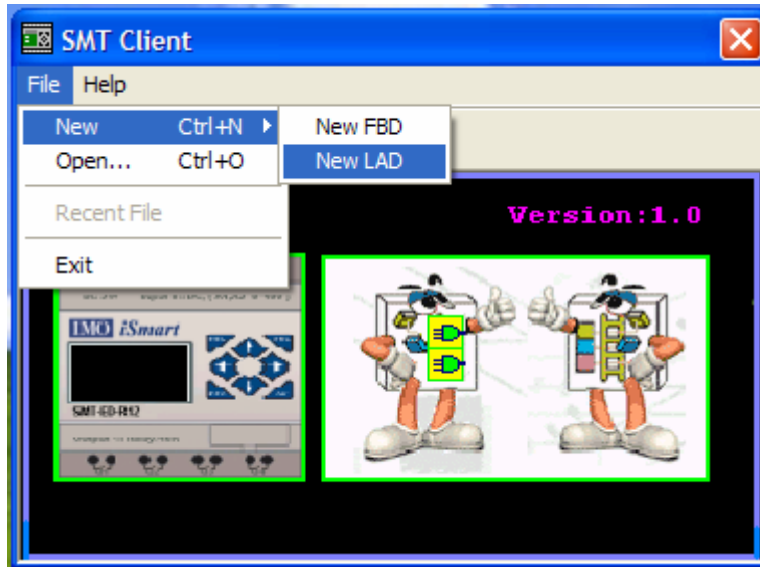 SMT Client
File Help
New Ctrl+N New FBD
Open... Ctrl+O New LAD
Recent File
Exit
Version:1.0
IMO iSmart
SMT-ED-R12